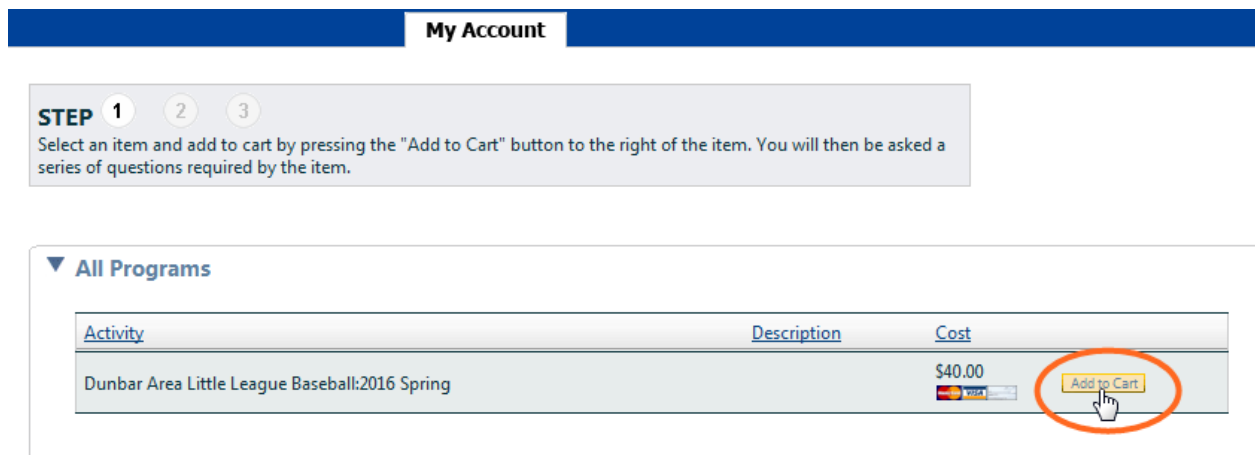 My Account
STEP 1 2 3
Select an item and add to cart by pressing the "Add to Cart" button to the right of the item. You will then be asked a
series of questions required by the item.
All Programs
Activity Description Cost
Dunbar Area Little League Baseball:2016 Spring $40.00 Add to Cart
VISA